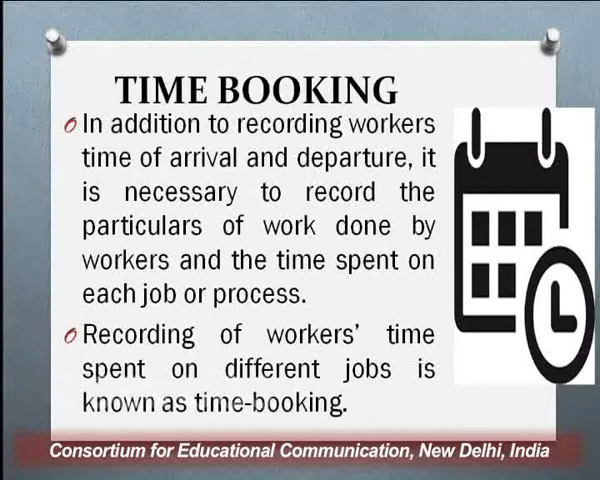 TIME BOOKING
In addition to recording workers
time of arrival and departure, it
is necessary to record the
particulars of work done by
workers and the time spent on
each job or process.
Recording of workers' time
spent on different jobs is
known as time-booking.
Consortium for Educational Communication, New Delhi, India